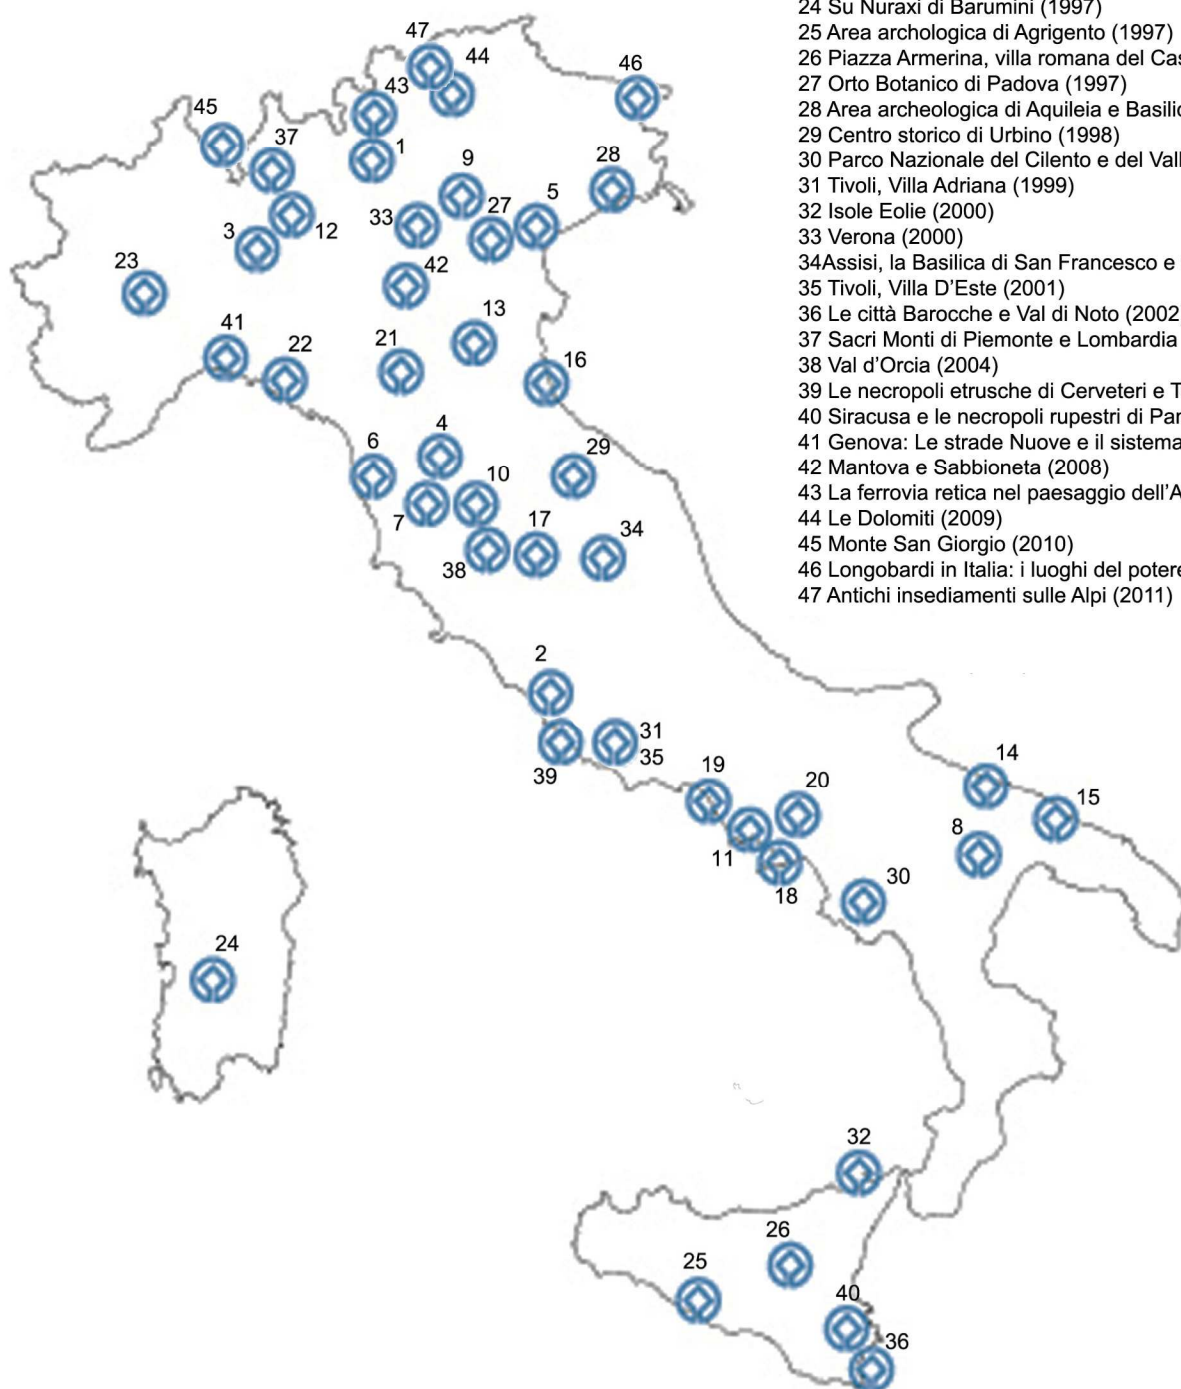 24 Su Nuraxi di Barumini (1997)
25 Area archologica di Agrigento (1997)
26 Piazza Armerina, villa romana del Cas
27 Orto Botanico di Padova (1997)
28 Area archeologica di Aquileia e Basilic
29 Centro storico di Urbino (1998)
30 Parco Nazionale del Cilento e del Vall
31 Tivoli, Villa Adriana (1999)
32 Isole Eolie (2000)
33 Verona (2000)
34Assisi, la Basilica di San Francesco e
35 Tivoli, Villa D'Este (2001)
36 Le città Barocche e Val di Noto (2002
37 Sacri Monti di Piemonte e Lombardia
38 Val d'Orcia (2004)
39 Le necropoli etrusche di Cerveteri e T
40 Siracusa e le necropoli rupestri di Pan
41 Genova: Le strade Nuove e il sistema
42 Mantova e Sabbioneta (2008)
43 La ferrovia retica nel paesaggio dell'A
44 Le Dolomiti (2009)
45 Monte San Giorgio (2010)
46 Longobardi in Italia: i luoghi del potere
47 Antichi insediamenti sulle Alpi (2011)
47
44
46
43
45
37
1
9
28
5
27
33
12
3
42
23
13
41
22
21
16
4
6
29
10
7
17
34
38
2
31
35
39
14
19
20
15
8
11
18
30
24
32
26
25
40
36